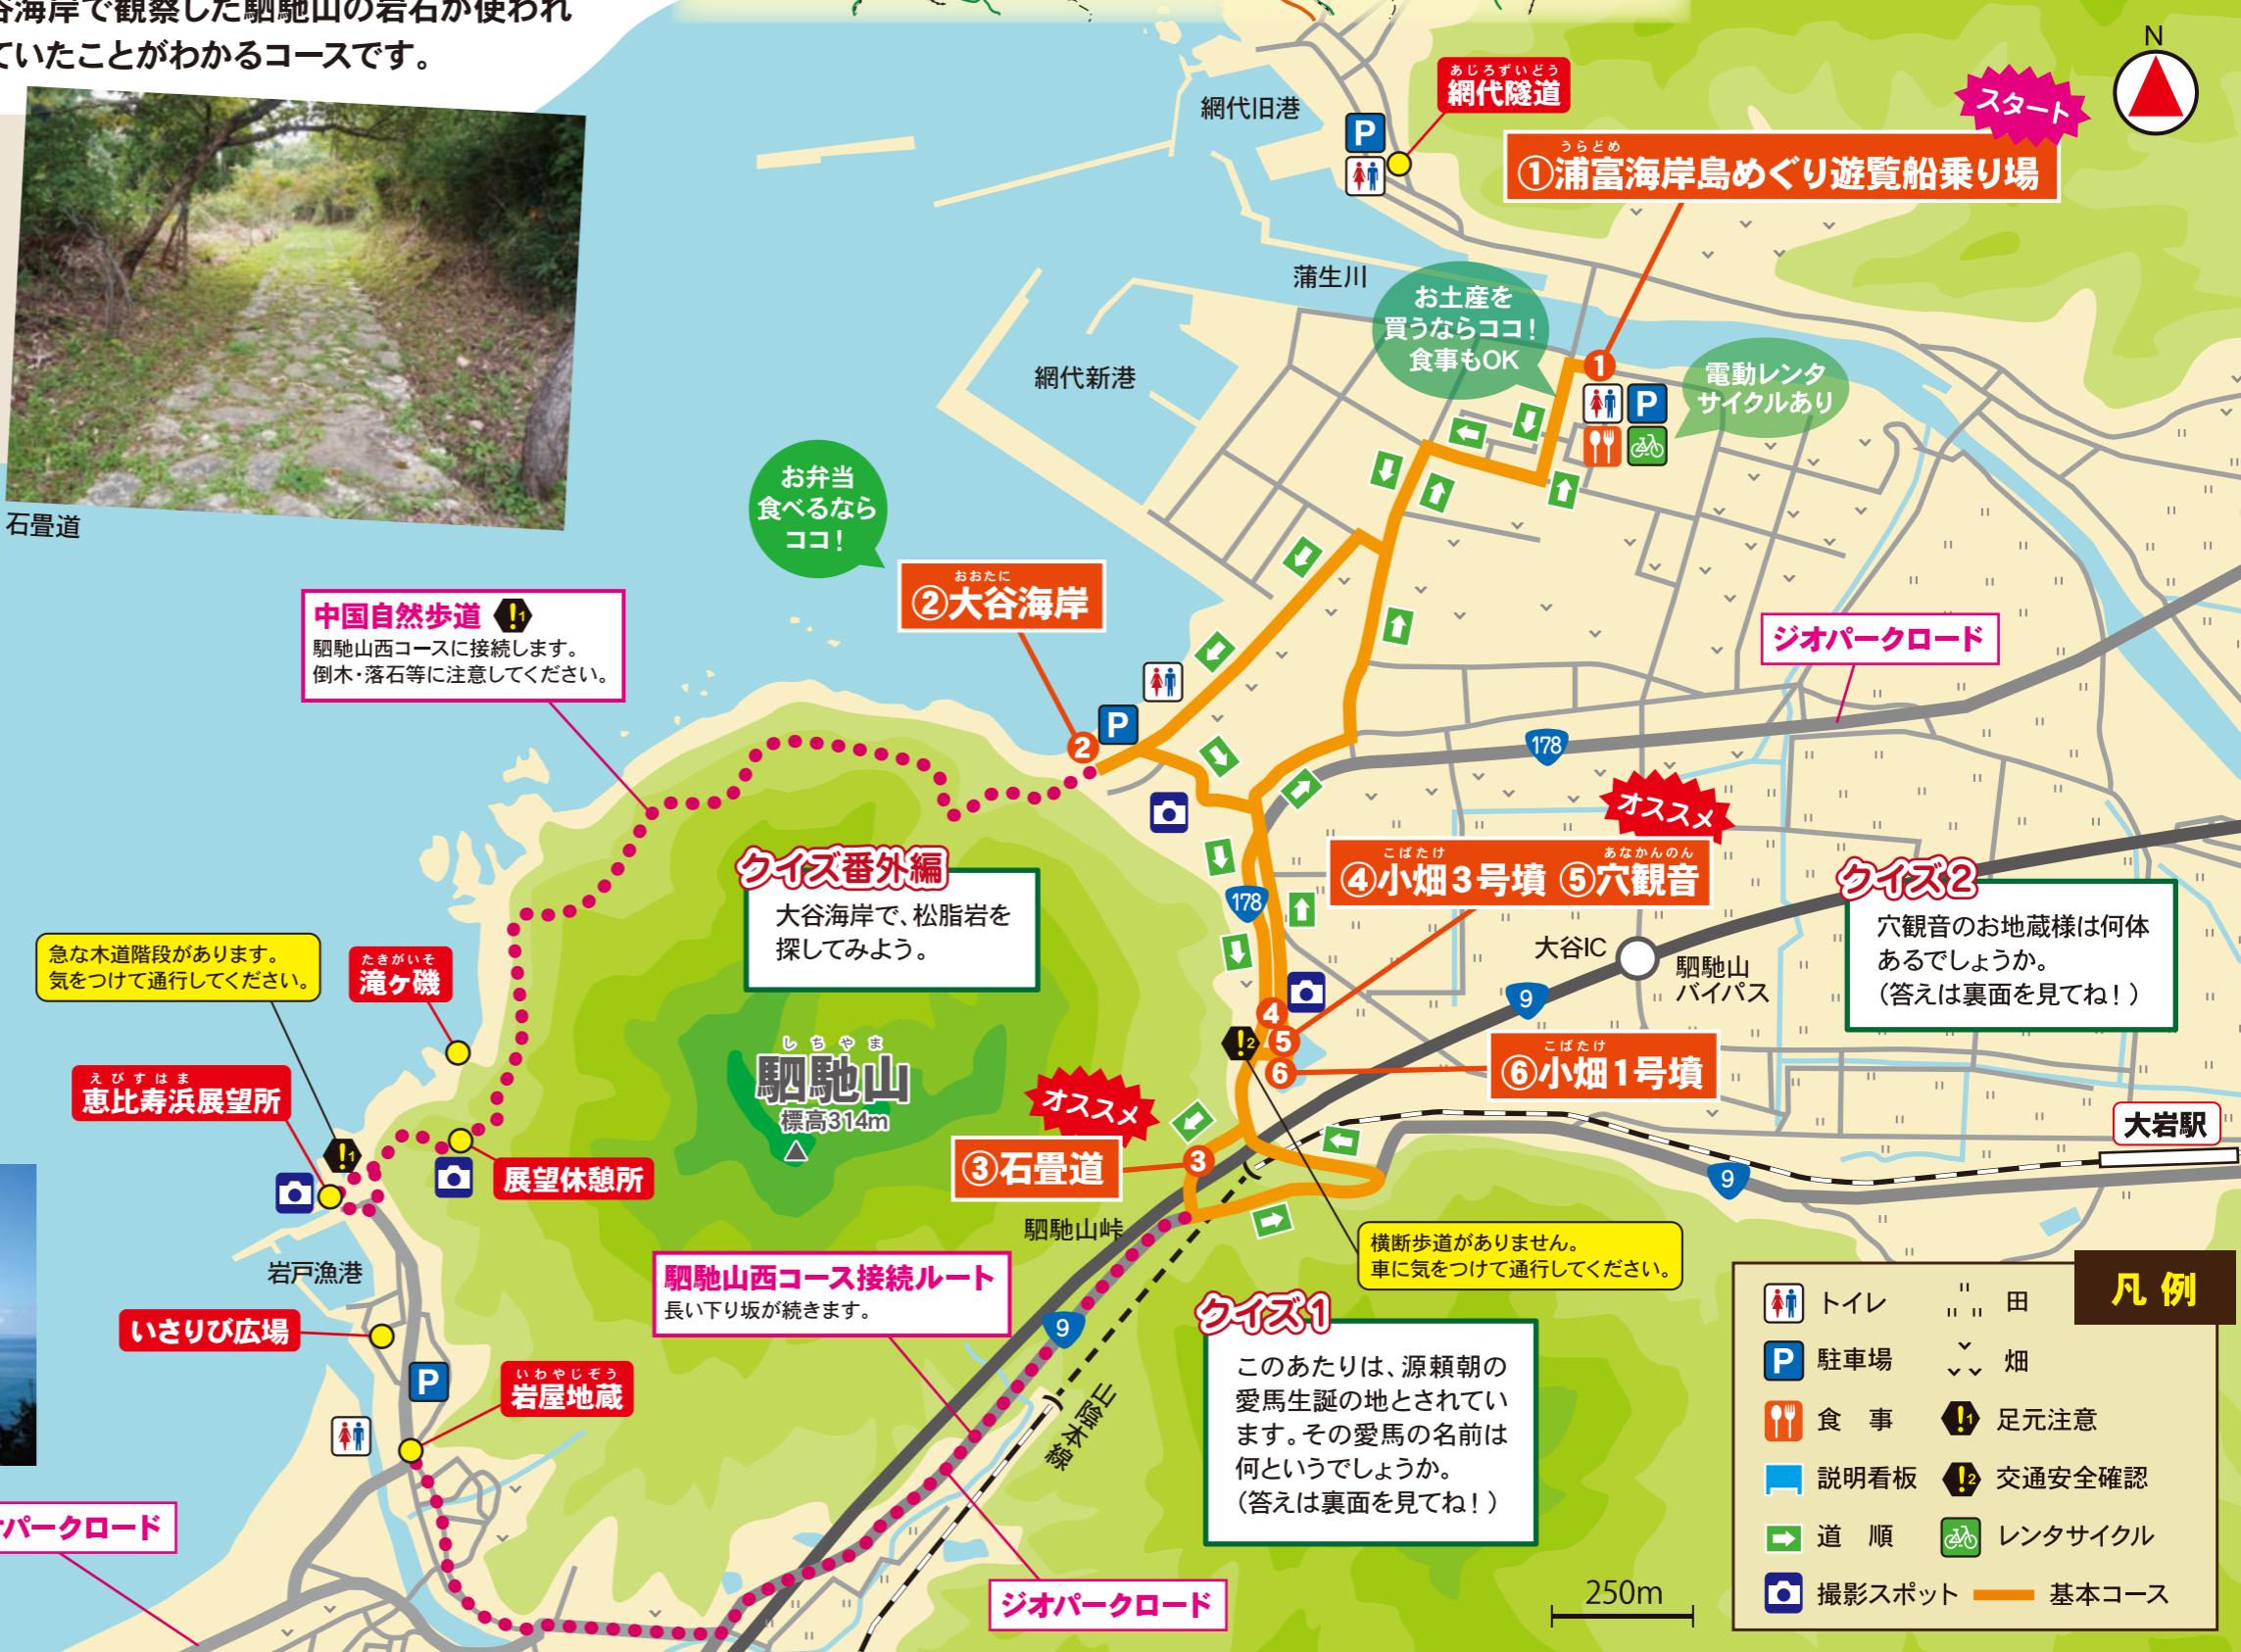 谷海岸で観察した駟馳山の岩石が使われ
ていたことがわかるコースです。
石畳道
N
スタート
あじろずいどう
網代隧道
網代旧港
P
うらどめ
①浦富海岸島めぐり遊覧船乗り場
蒲生川
お土産を
買うならココ!
食事もOK
1
P
電動レンタ
サイクルあり
網代新港
お弁当
食べるなら
ココ!
おおたに
②大谷海岸
中国自然歩道 !1
駟馳山西コースに接続します。
倒木・落石等に注意してください。
ジオパークロード
P
2
178
オススメ
こばたけ
あなかんのん
④小畑3号墳 ⑤穴観音
178
クイズ番外編
大谷海岸で、松脂岩を
探してみよう。
クイズ2
穴観音のお地蔵様は何体
あるでしょうか。
(答えは裏面を見てね!)
大谷IC
駟馳山
バイパス
9
急な木道階段があります。
気をつけて通行してください。
たきがいそ
滝ヶ磯
4
5
6
!2
こばたけ
⑥小畑1号墳
えびすはま
恵比寿浜展望所
しちやま
駟馳山
標高314m
オススメ
③石畳道
3
大岩駅
9
!1
展望休憩所
駟馳山峠
横断歩道がありません。
車に気をつけて通行してください。
岩戸漁港
駟馳山西コース接続ルート
長い下り坂が続きます。
9
いさりび広場
P
いわやじぞう
岩屋地蔵
クイズ1
このあたりは、源頼朝の
愛馬生誕の地とされてい
ます。その愛馬の名前は
何というでしょうか。
(答えは裏面を見てね!)
山陰本線
パークロード
ジオパークロード
250m
凡例
トイレ
田
P 駐車場
畑
食 事
!1 足元注意
説明看板
!2 交通安全確認
道 順
レンタサイクル
撮影スポット
基本コース